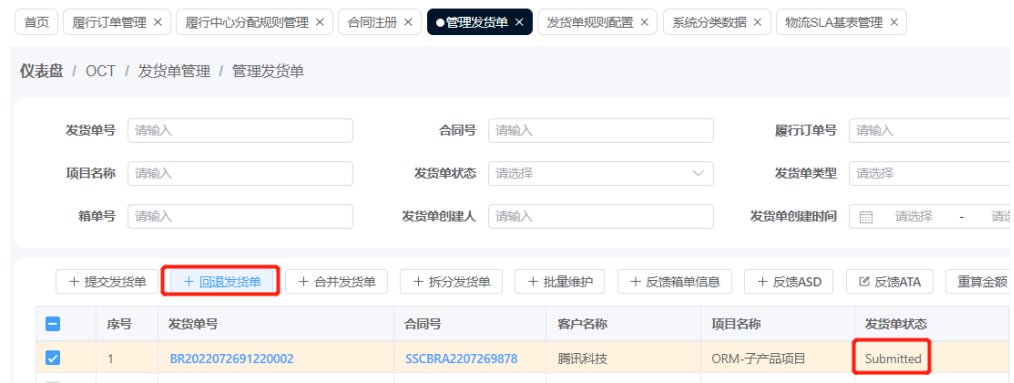 首页 履行订单管理 × 履行中心分配规则管理 × 合同注册 × ●管理发货单 × 发货单规则配置 × 系统分类数据 × 物流SLA基表管理 ×
仪表盘 / OCT / 发货单管理 / 管理发货单
发货单号 请输入 合同号 请输入 履行订单号 请输入
项目名称 请输入 发货单状态 请选择 发货单类型 请选择
箱单号 请输入 发货单创建人 请输入 发货单创建时间 请选择 - 请
+ 提交发货单 + 回退发货单 + 合并发货单 + 拆分发货单 + 批量维护 + 反馈箱单信息 + 反馈ASD 反馈ATA 重算金额
序号 发货单号 合同号 客户名称 项目名称 发货单状态
1 BR2022072691220002 SSCBRA2207269878 腾讯科技 ORM-子产品项目 Submitted